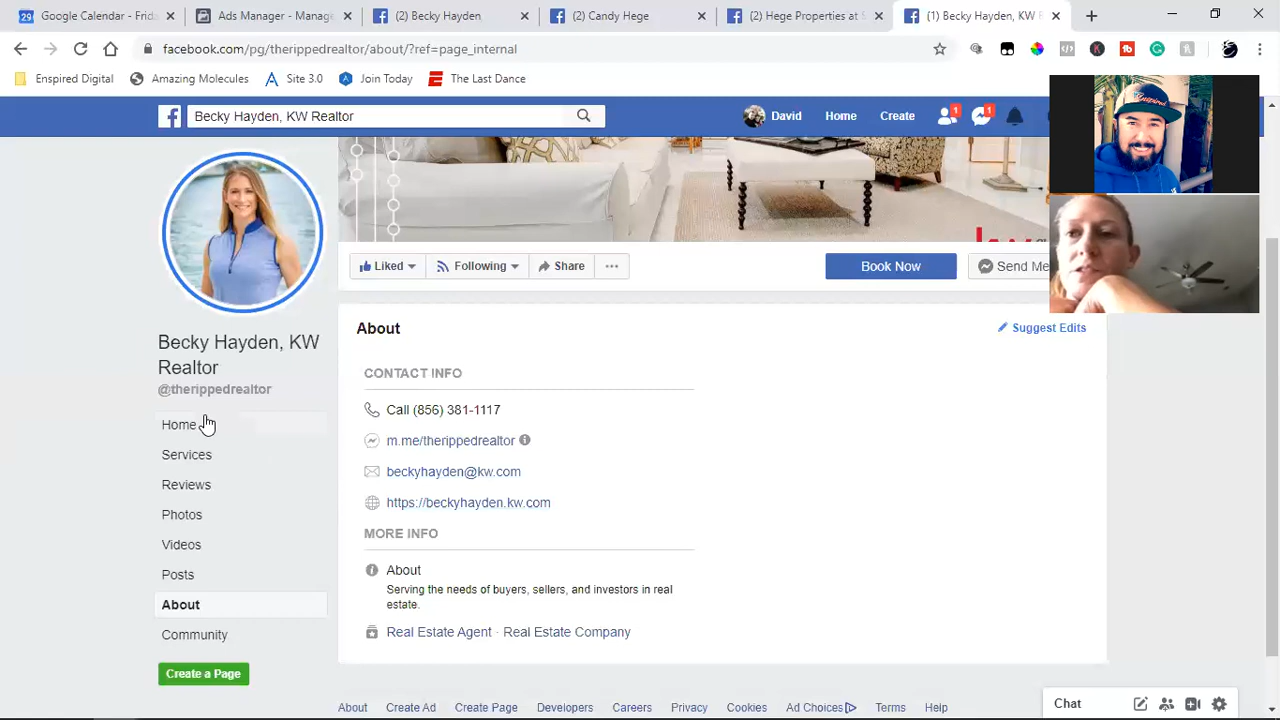 Google Calendar - Frida
Ads Manager - Manage
(2) Becky Hayden
(2) Candy Hege
(2) Hege Properties at S
(1) Becky Hayden, KW R
facebook.com/pg/therippedrealtor/about/?ref=page_internal
Enspired Digital
Amazing Molecules
Site 3.0
Join Today
The Last Dance
Becky Hayden, KW Realtor
David
Home
Create
1
1
Becky Hayden, KW
Realtor
@therippedrealtor
Home
Services
Reviews
Photos
Videos
Posts
About
Community
Create a Page
Liked
Following
Share
Book Now
Send Me
About
Suggest Edits
CONTACT INFO
Call (856) 381-1117
m.me/therippedrealtor
beckyhayden@kw.com
https://beckyhayden.kw.com
MORE INFO
About
Serving the needs of buyers, sellers, and investors in real
estate.
Real Estate Agent · Real Estate Company
About
Create Ad
Create Page
Developers
Careers
Privacy
Cookies
Ad Choices
Terms
Help
Chat